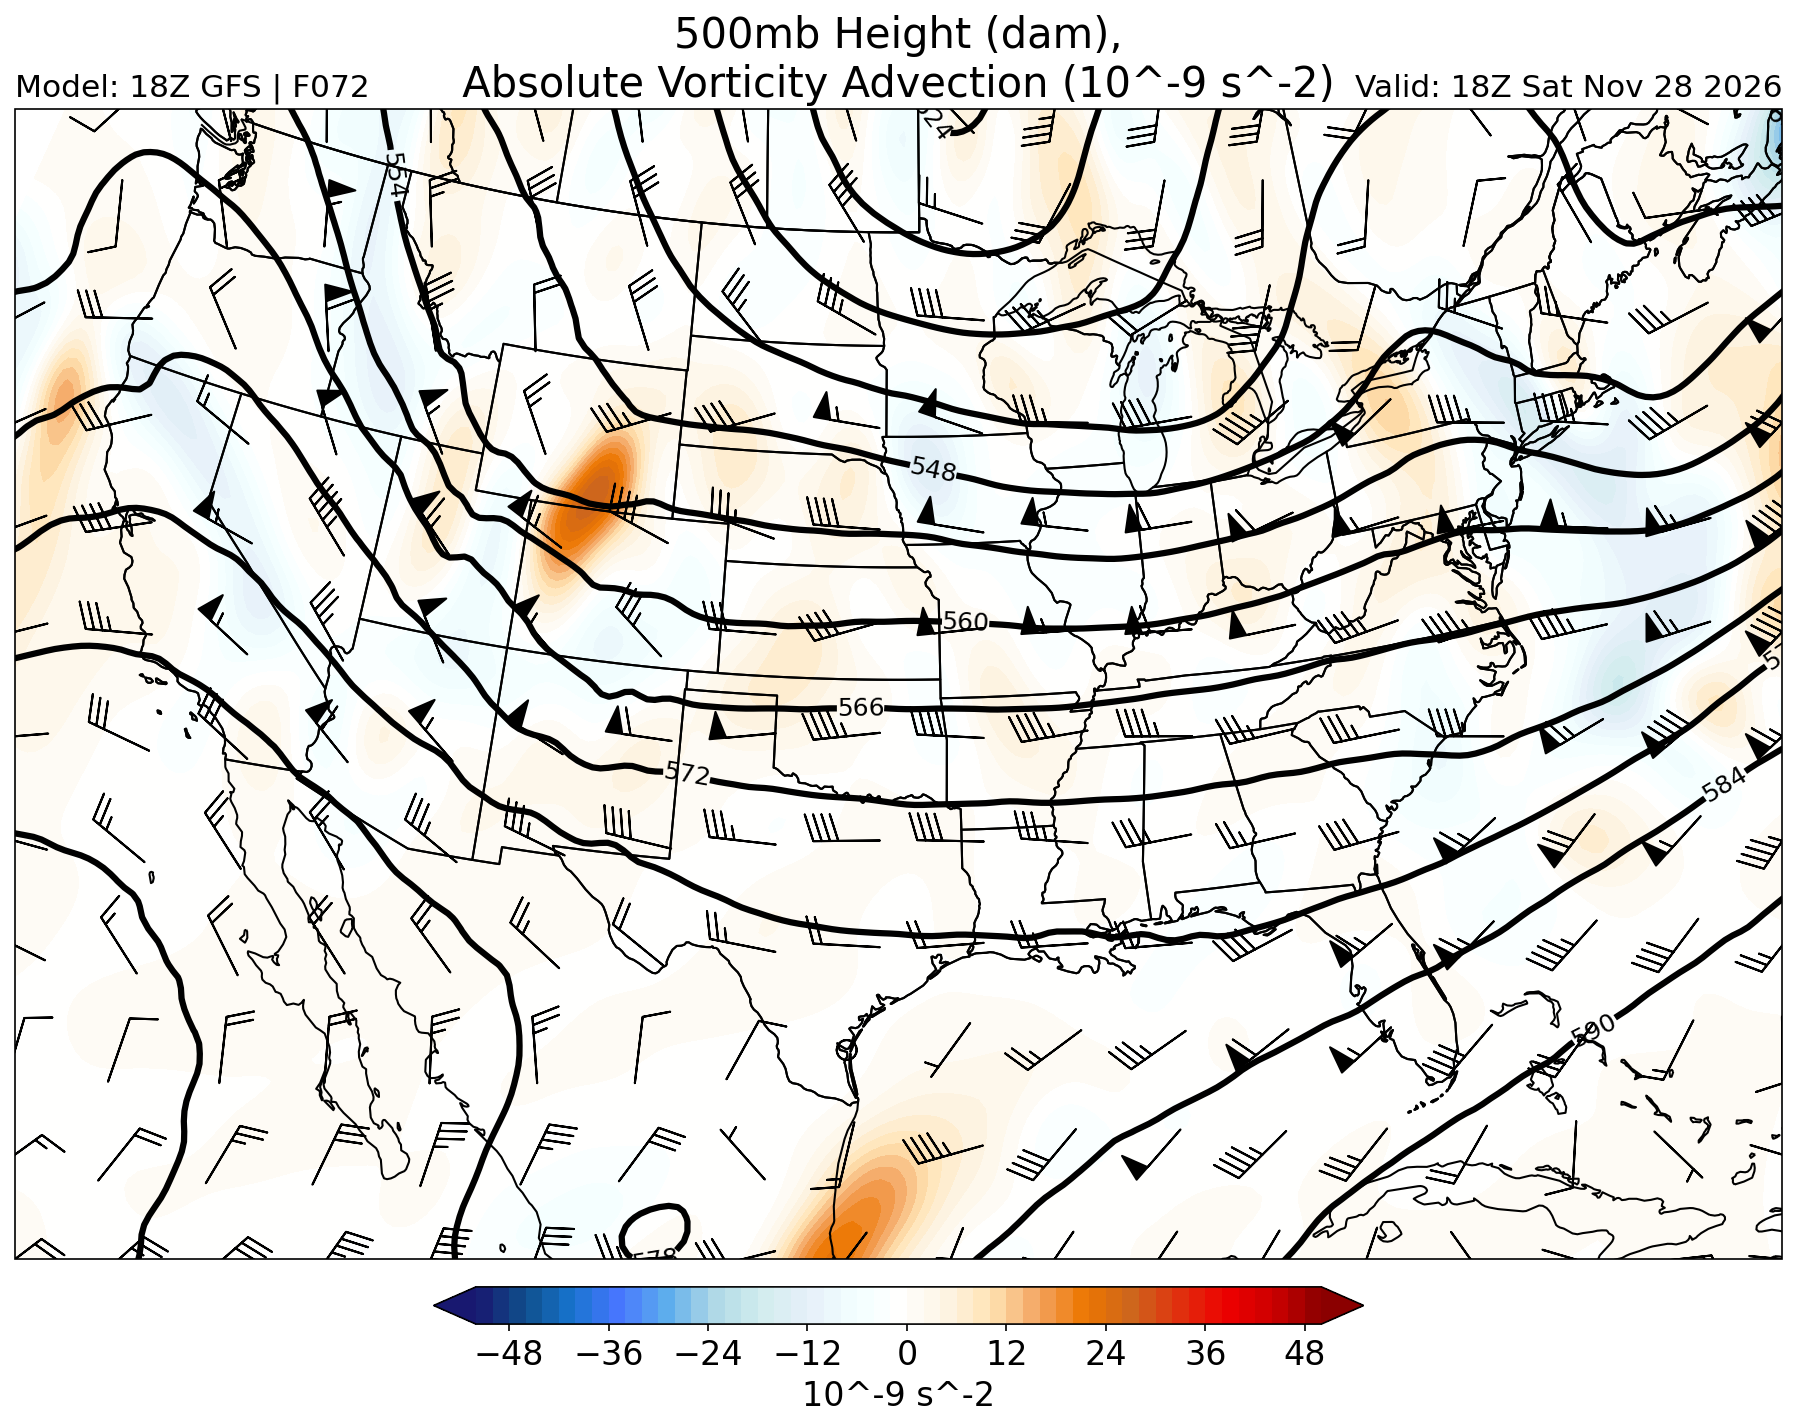 500mb Height (dam),
Model: 18Z GFS | F072
Absolute Vorticity Advection (10^-9 s^-2)
Valid: 18Z Sat Nov 28 2026
554
548
560
566
572
584
590
578
−48 −36 −24 −12 0 12 24 36 48
10^-9 s^-2